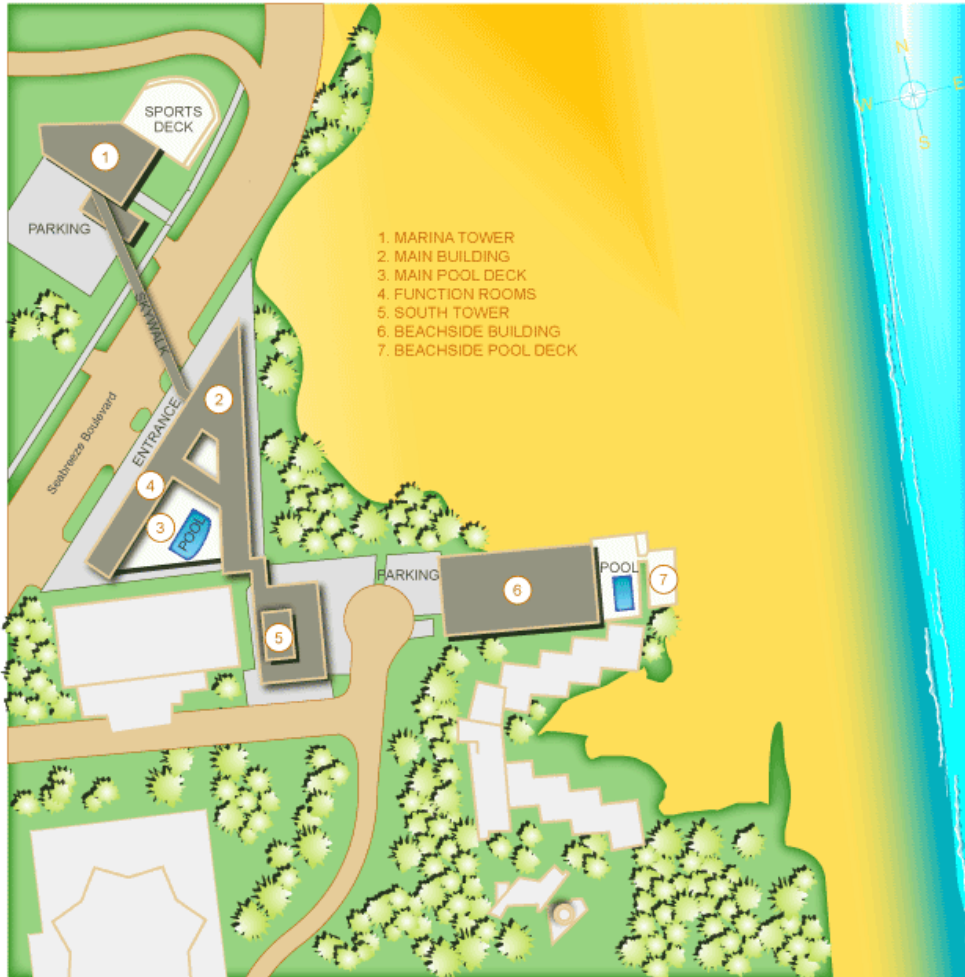 N
W
E
S
SPORTS
DECK
1
PARKING
SKYWALK
1. MARINA TOWER
2. MAIN BUILDING
3. MAIN POOL DECK
4. FUNCTION ROOMS
5. SOUTH TOWER
6. BEACHSIDE BUILDING
7. BEACHSIDE POOL DECK
2
ENTRANCE
Seabreeze Boulevard
4
3
POOL
PARKING
6
POOL
7
5